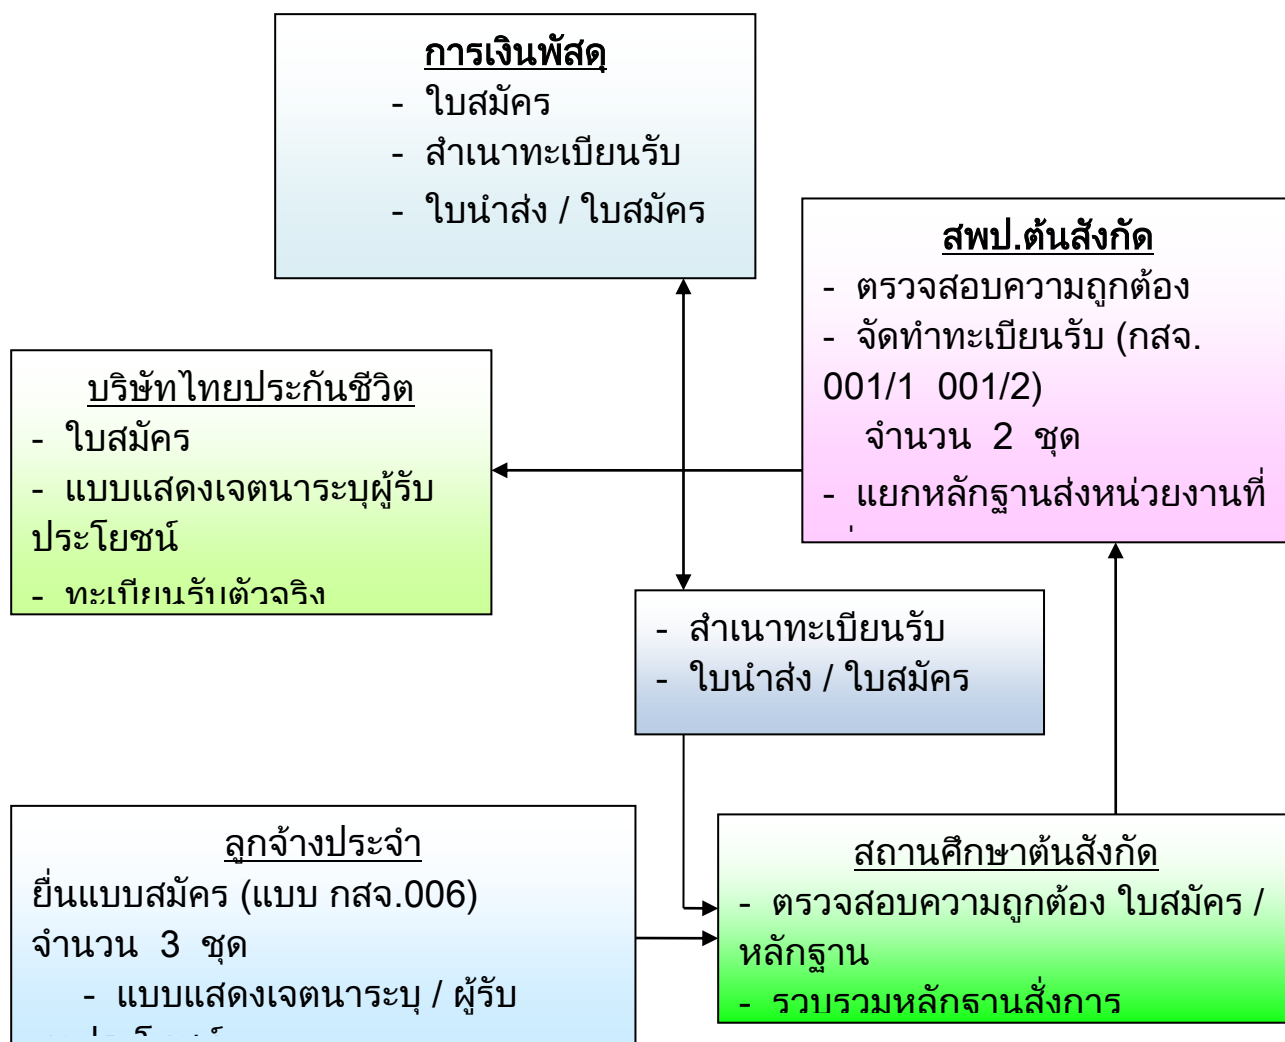 การเงินพัสดุ
- ใบสมัคร
- สำเนาทะเบียนรับ
- ใบนำส่ง / ใบสมัคร
สพป.ต้นสังกัด
- ตรวจสอบความถูกต้อง
- จัดทำทะเบียนรับ (กสจ.
001/1 001/2)
จำนวน 2 ชุด
- แยกหลักฐานส่งหน่วยงานที่
บริษัทไทยประกันชีวิต
- ใบสมัคร
- แบบแสดงเจตนาระบุผู้รับ
ประโยชน์
- ทะเบียนรับตัวจริง
- สำเนาทะเบียนรับ
- ใบนำส่ง / ใบสมัคร
ลูกจ้างประจำ
ยื่นแบบสมัคร (แบบ กสจ.006)
จำนวน 3 ชุด
- แบบแสดงเจตนาระบุ / ผู้รับ
สถานศึกษาต้นสังกัด
- ตรวจสอบความถูกต้อง ใบสมัคร /
หลักฐาน
- รวบรวมหลักฐานสั่งการ